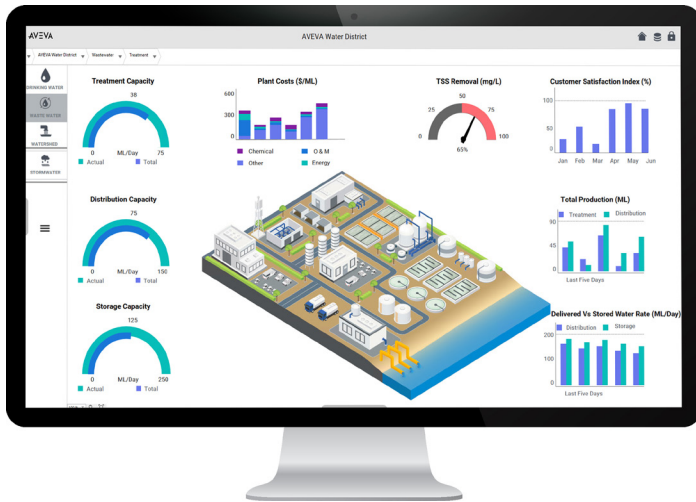 AVEVA
AVEVA Water District
AVEVA Water District
Wastewater
Treatment
DRINKING WATER
WASTE WATER
WATERSHED
STORMWATER
Treatment Capacity
38
0
ML/Day
75
Actual
Total
Distribution Capacity
75
0
ML/Day
150
Actual
Total
Storage Capacity
125
0
ML/Day
250
Actual
Total
Plant Costs ($/ML)
600
300
0
Chemical
O & M
Other
Energy
TSS Removal (mg/L)
50
25
75
0
100
65%
Customer Satisfaction Index (%)
100
50
0
Jan Feb Mar Apr May Jun
Total Production (ML)
90
Treatment
Distribution
45
0
Last Five Days
Delivered Vs Stored Water Rate (ML/Day)
Distribution
Storage
200
100
0
Last Five Days